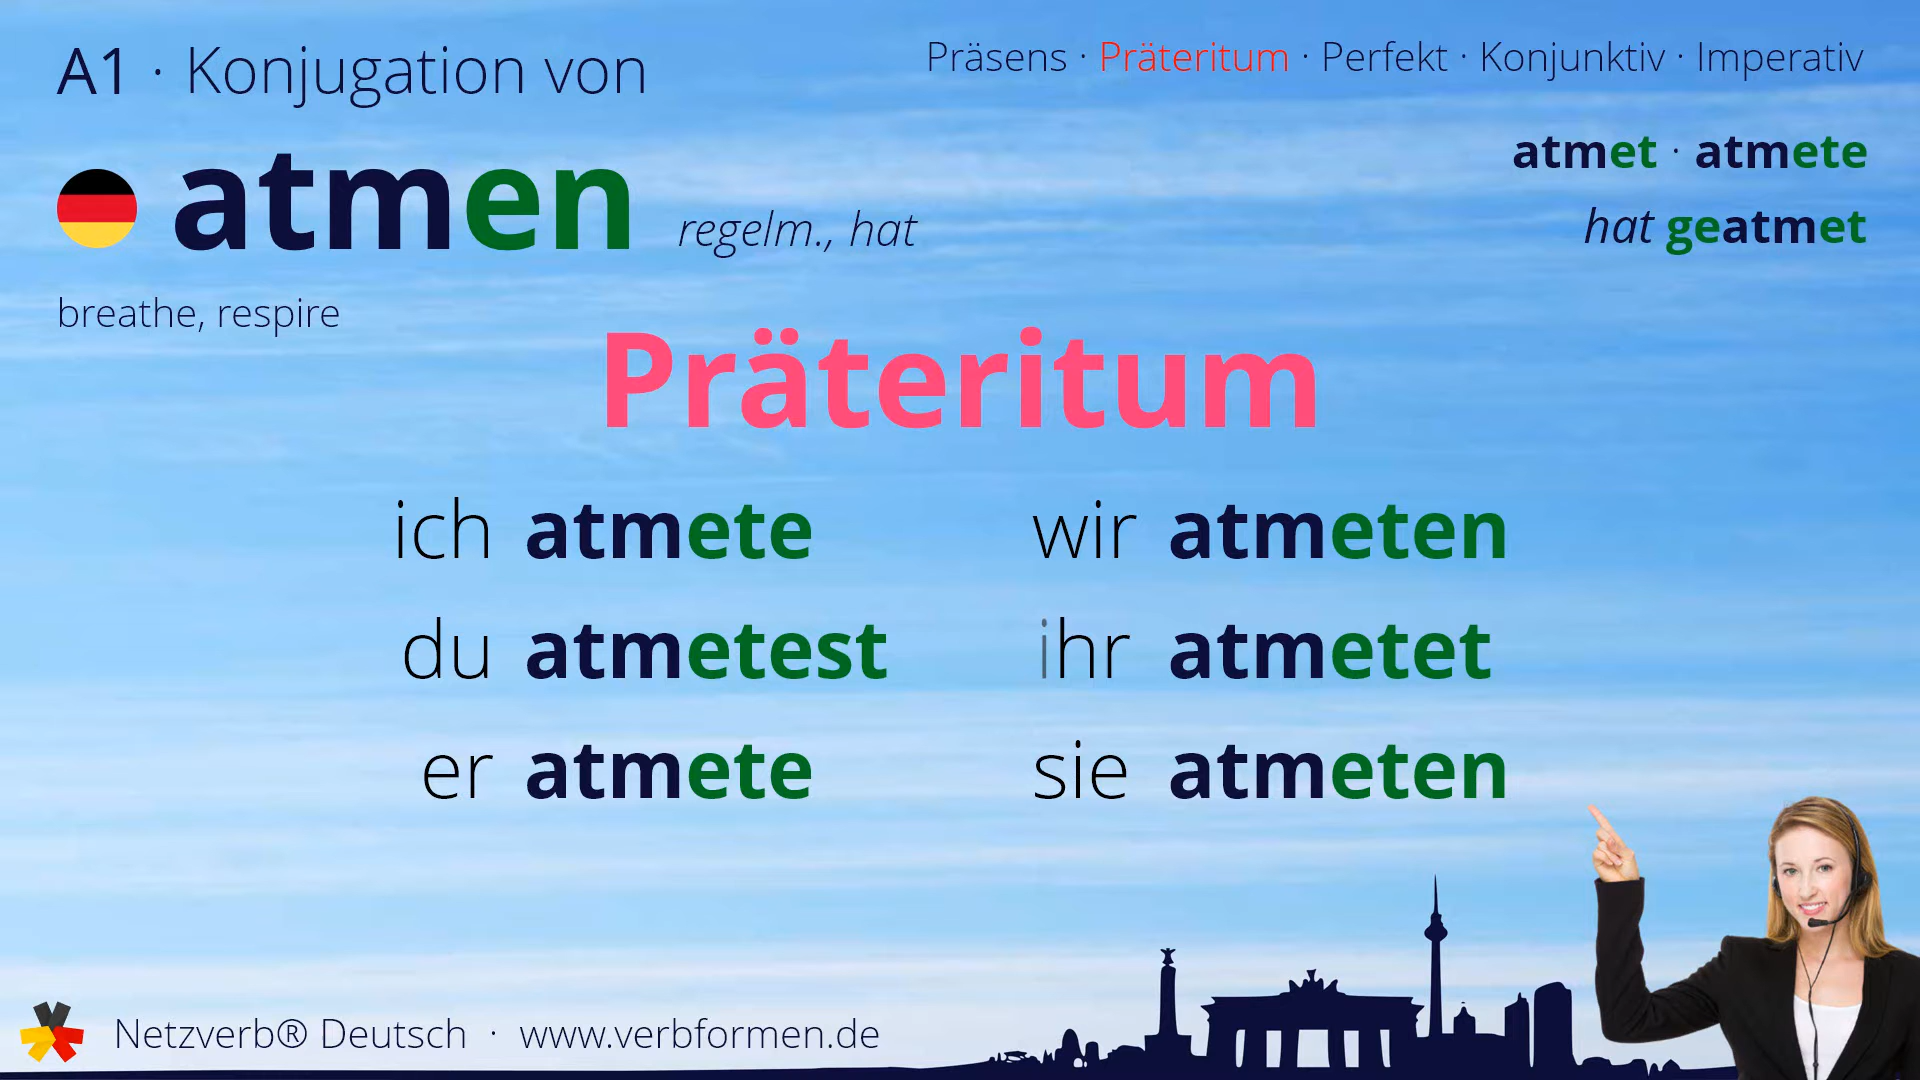 A1 · Konjugation von
Präsens · Präteritum · Perfekt · Konjunktiv · Imperativ
atmen regelm., hat
atmet · atmete
hat geatmet
breathe, respire
Präteritum
ich atmete
du atmetest
er atmete
wir atmeten
ihr atmetet
sie atmeten
Netzverb® Deutsch · www.verbformen.de